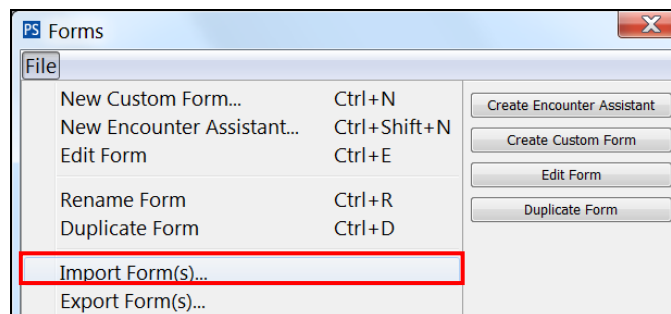 PS Forms
File
New Custom Form... Ctrl+N
New Encounter Assistant... Ctrl+Shift+N
Edit Form Ctrl+E
Rename Form Ctrl+R
Duplicate Form Ctrl+D
Import Form(s)...
Export Form(s)...
Create Encounter Assistant
Create Custom Form
Edit Form
Duplicate Form